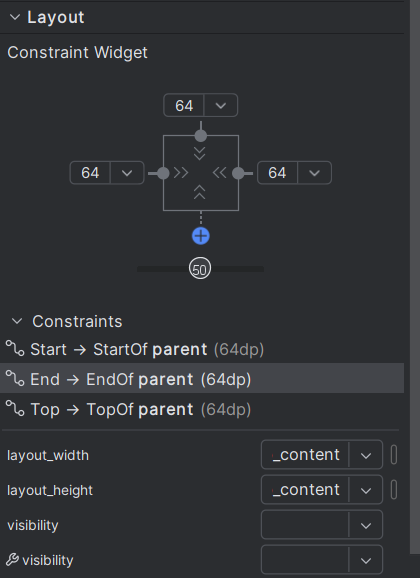 Layout
Constraint Widget
64
64 64
50
Constraints
Start → StartOf parent (64dp)
End → EndOf parent (64dp)
Top → TopOf parent (64dp)
layout_width _content
layout_height _content
visibility
visibility